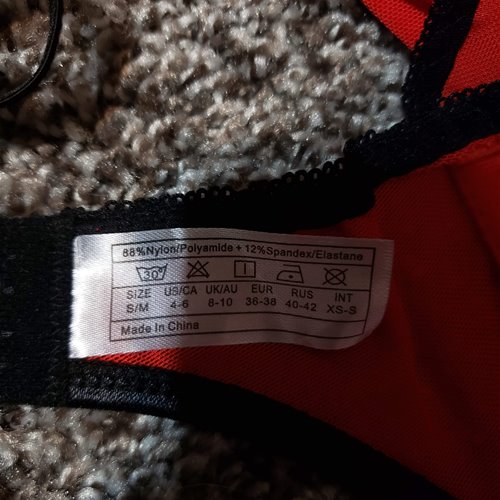 88%Nylon/Polyamide + 12%Spandex/Elastane
30°
SIZE US/CA UK/AU EUR RUS INT
S/M 4-6 8-10 36-38 40-42 XS-S
Made In China